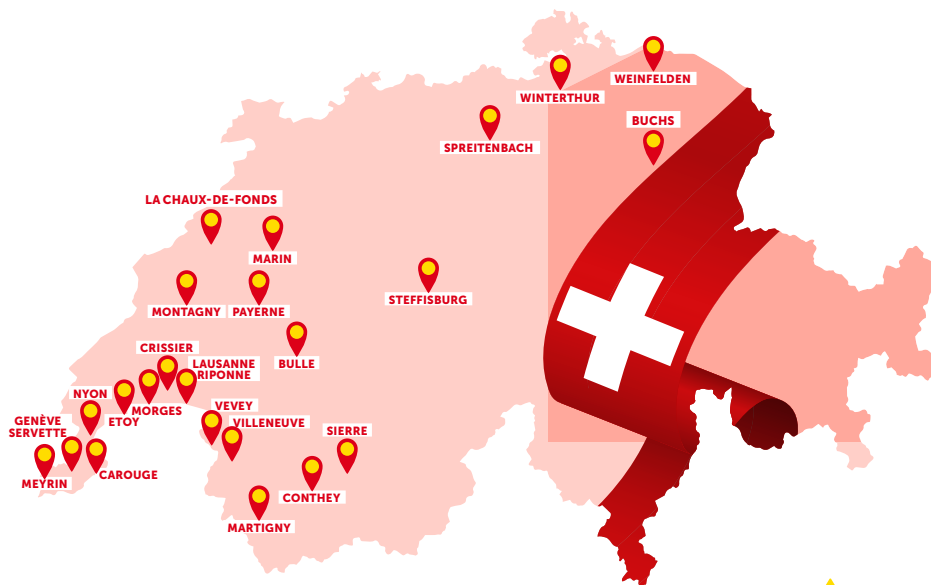 WEINFELDEN
WINTERTHUR
BUCHS
SPREITENBACH
LA CHAUX-DE-FONDS
MARIN
STEFFISBURG
MONTAGNY
PAYERNE
CRISSIER
LAUSANNE
RIPONNE
BULLE
NYON
ETOY
MORGES
VEVEY
VILLENEUVE
GENÈVE
SERVETTE
SIERRE
CAROUGE
MEYRIN
CONTHEY
MARTIGNY